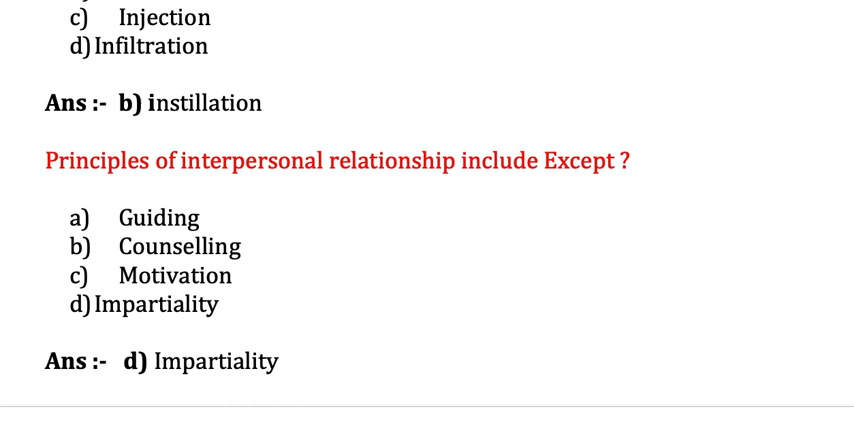 c) Injection
d) Infiltration
Ans :- b) instillation
Principles of interpersonal relationship include Except ?
a) Guiding
b) Counselling
c) Motivation
d) Impartiality
Ans :- d) Impartiality